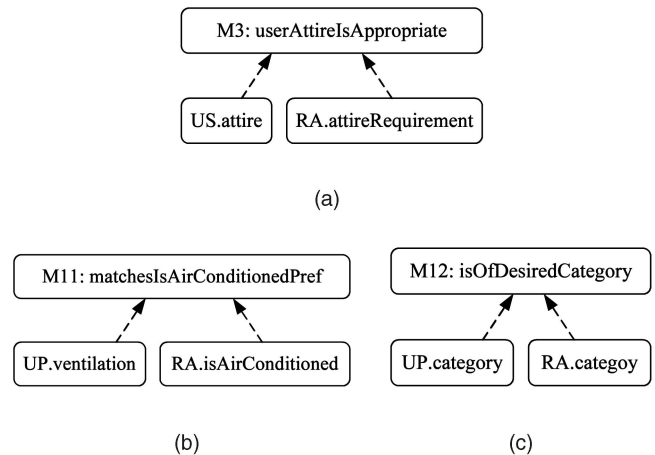 M3: userAttireIsAppropriate
US.attire
RA.attireRequirement
(a)
M11: matchesIsAirConditionedPref
UP.ventilation
RA.isAirConditioned
(b)
M12: isOfDesiredCategory
UP.category
RA.categoy
(c)